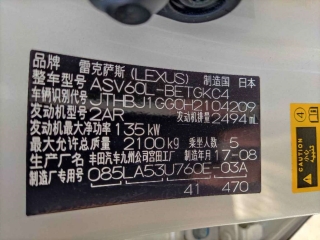 品牌 雷克萨斯 (LEXUS) 制造国 日本
整车型号 ASV60L-BETGKC4
车辆识别代号 JTHBJ1GG0H2104209
发动机型号 2AR 发动机排量 2494 mL
发动机最大净功率 135 kW
最大允许总质量 2100 kg 乘坐人数 5
制造厂名 丰田汽车九州公司宫田工厂 制造年月 17-08
制造厂专用号 085LA53U760E-03A
41 470
CAUTION